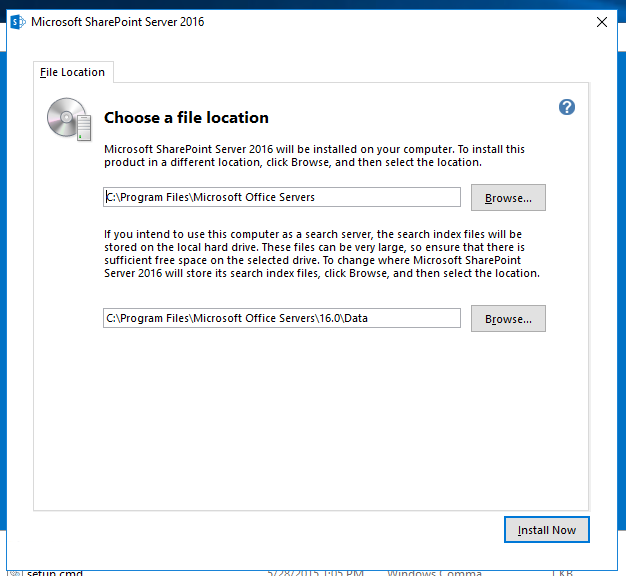 Microsoft SharePoint Server 2016
File Location
Choose a file location
Microsoft SharePoint Server 2016 will be installed on your computer. To install this
product in a different location, click Browse, and then select the location.
C:\Program Files\Microsoft Office Servers
Browse...
If you intend to use this computer as a search server, the search index files will be
stored on the local hard drive. These files can be very large, so ensure that there is
sufficient free space on the selected drive. To change where Microsoft SharePoint
Server 2016 will store its search index files, click Browse, and then select the location.
C:\Program Files\Microsoft Office Servers\16.0\Data
Browse...
Install Now
setup.cmd 5/28/2015 1:05 PM Windows Comma 1 KB